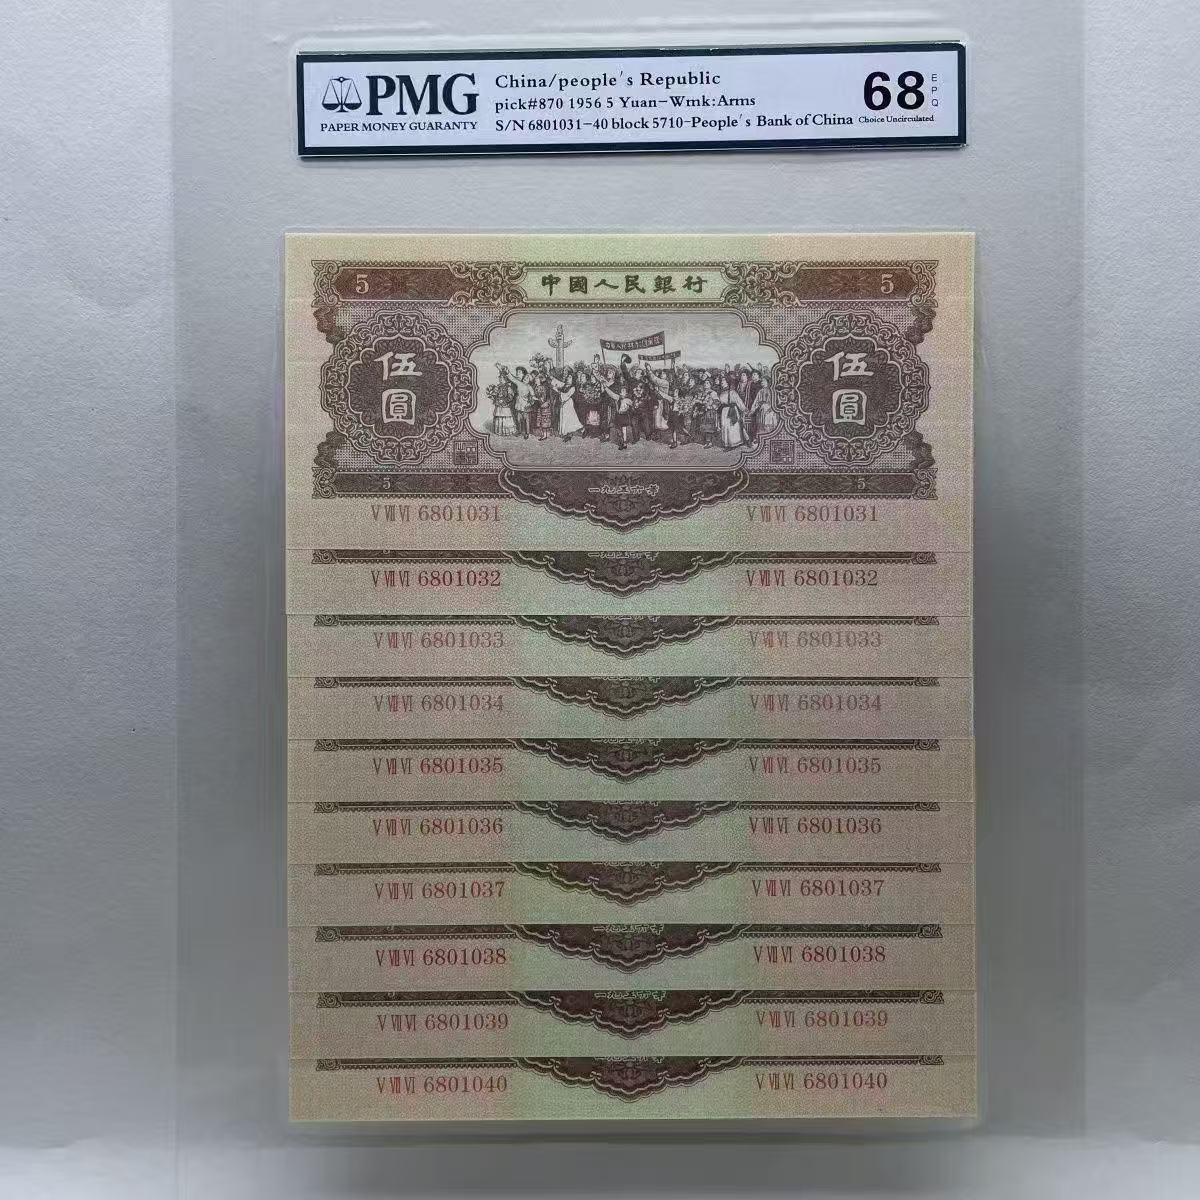 PMG
PAPER MONEY GUARANTY
China/people's Republic
pick#870 1956 5 Yuan-Wmk:Arms
S/N 6801031-40 block 5710-People's Bank of China
68
EPQ
Choice Uncirculated
5 中國人民銀行 5
伍圓 伍圓
5 一九五六年 5
V Ⅶ Ⅵ 6801031 V Ⅶ Ⅵ 6801031
V Ⅶ Ⅵ 6801032 V Ⅶ Ⅵ 6801032
V Ⅶ Ⅵ 6801033 V Ⅶ Ⅵ 6801033
V Ⅶ Ⅵ 6801034 V Ⅶ Ⅵ 6801034
V Ⅶ Ⅵ 6801035 V Ⅶ Ⅵ 6801035
V Ⅶ Ⅵ 6801036 V Ⅶ Ⅵ 6801036
V Ⅶ Ⅵ 6801037 V Ⅶ Ⅵ 6801037
V Ⅶ Ⅵ 6801038 V Ⅶ Ⅵ 6801038
V Ⅶ Ⅵ 6801039 V Ⅶ Ⅵ 6801039
V Ⅶ Ⅵ 6801040 V Ⅶ Ⅵ 6801040